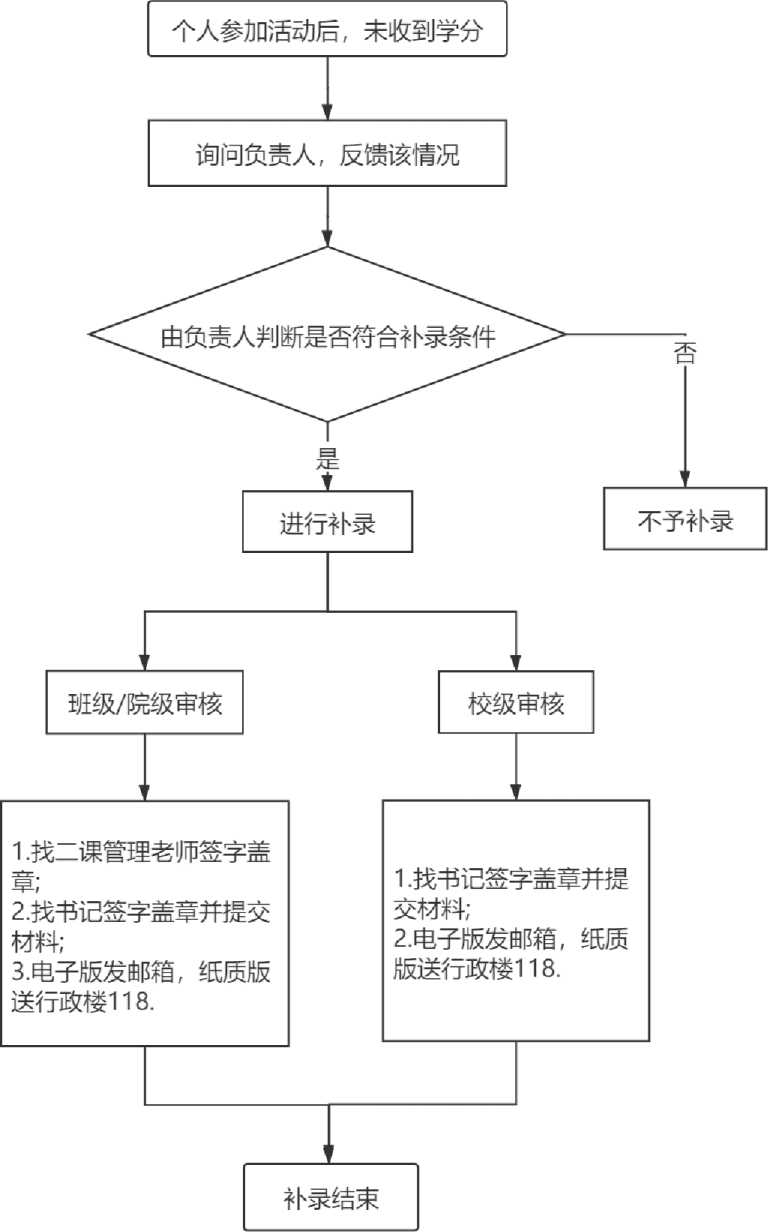 个人参加活动后，未收到学分
询问负责人，反馈该情况
由负责人判断是否符合补录条件
否
是
进行补录
不予补录
班级/院级审核
校级审核
1.找二课管理老师签字盖
章;
2.找书记签字盖章并提交
材料;
3.电子版发邮箱，纸质版
送行政楼118.
1.找书记签字盖章并提
交材料;
2.电子版发邮箱，纸质
版送行政楼118.
补录结束